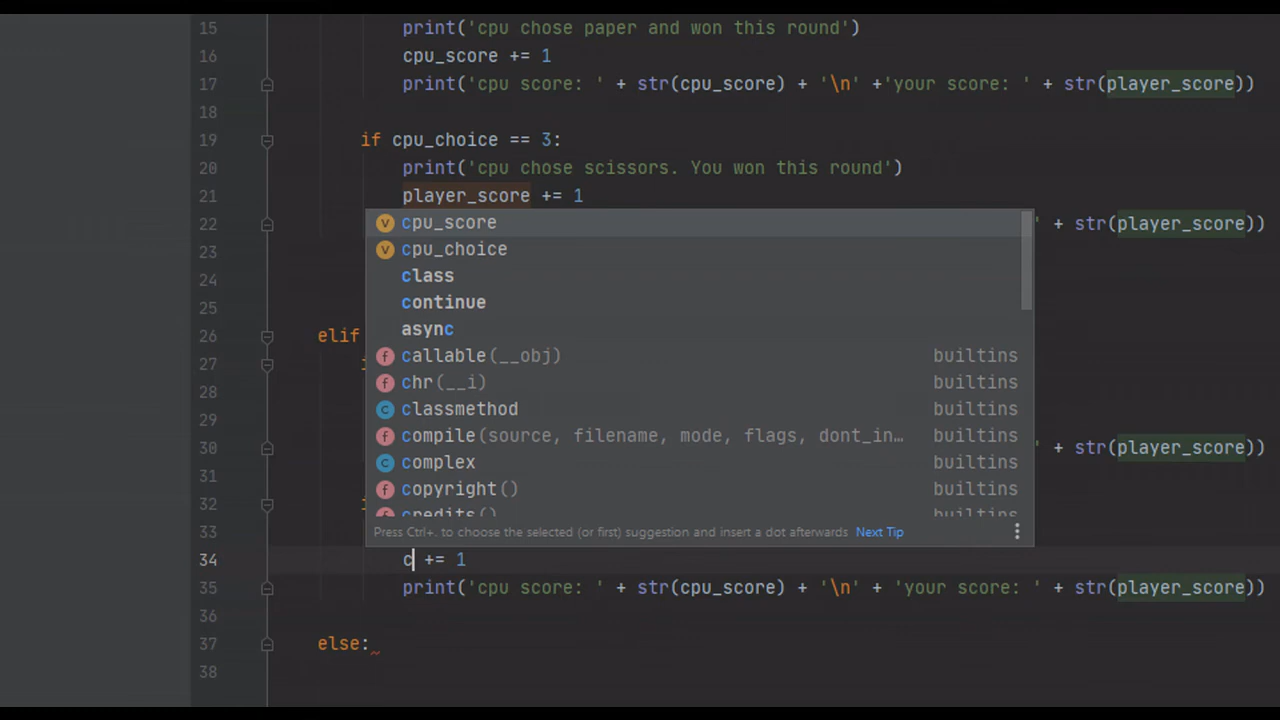 15 print('cpu chose paper and won this round')
16 cpu_score += 1
17 print('cpu score: ' + str(cpu_score) + '\n' +'your score: ' + str(player_score))
18
19 if cpu_choice == 3:
20 print('cpu chose scissors. You won this round')
21 player_score += 1
22 ' + str(player_score))
cpu_score
23
cpu_choice
24 class
25 continue
async
26 elif
27 callable(__obj) builtins
28 chr(__i) builtins
29 classmethod builtins
30 compile(source, filename, mode, flags, dont_in… builtins ' + str(player_score))
31 complex builtins
copyright() builtins
32 credits() builtins
33 Press Ctrl+. to choose the selected (or first) suggestion and insert a dot afterwards Next Tip
34 c += 1
35 print('cpu score: ' + str(cpu_score) + '\n' + 'your score: ' + str(player_score))
36
37 else:
38